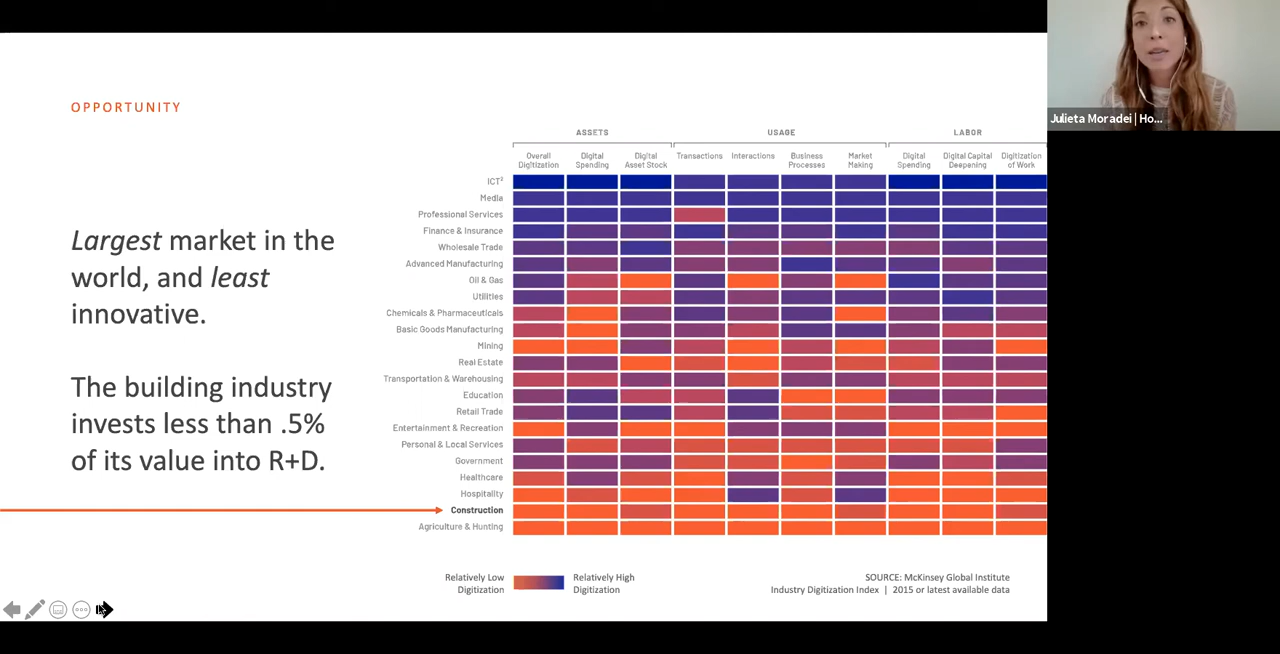 OPPORTUNITY
Largest market in the
world, and least
innovative.
The building industry
invests less than .5%
of its value into R+D.
ASSETS
USAGE
LABOR
Overall
Digitization
Digital
Spending
Digital
Asset Stock
Transactions
Interactions
Business
Processes
Market
Making
Digital
Spending
Digital Capital
Deepening
Digitization
of Work
ICT²
Media
Professional Services
Finance & Insurance
Wholesale Trade
Advanced Manufacturing
Oil & Gas
Utilities
Chemicals & Pharmaceuticals
Basic Goods Manufacturing
Mining
Real Estate
Transportation & Warehousing
Education
Retail Trade
Entertainment & Recreation
Personal & Local Services
Government
Healthcare
Hospitality
Construction
Agriculture & Hunting
Relatively Low
Digitization
Relatively High
Digitization
SOURCE: McKinsey Global Institute
Industry Digitization Index | 2015 or latest available data
Julieta Moradei | Ho...